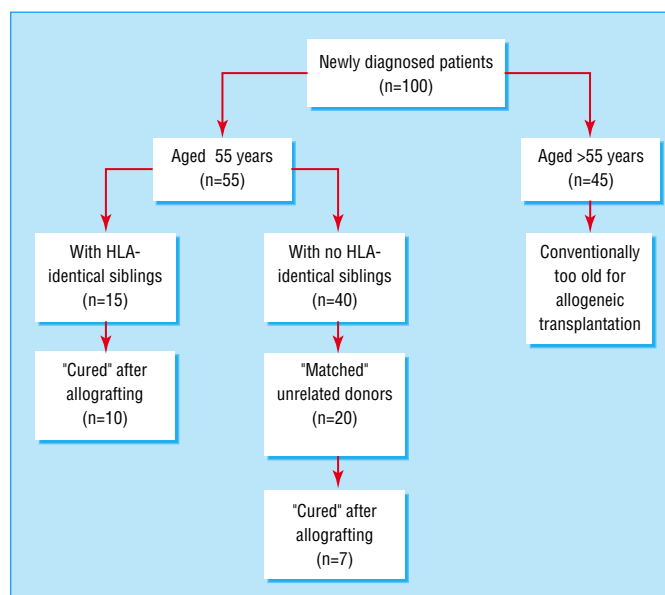 Newly diagnosed patients
(n=100)
Aged 55 years
(n=55)
Aged >55 years
(n=45)
With HLA-
identical siblings
(n=15)
With no HLA-
identical siblings
(n=40)
Conventionally
too old for
allogeneic
transplantation
"Cured" after
allografting
(n=10)
"Matched"
unrelated donors
(n=20)
"Cured" after
allografting
(n=7)